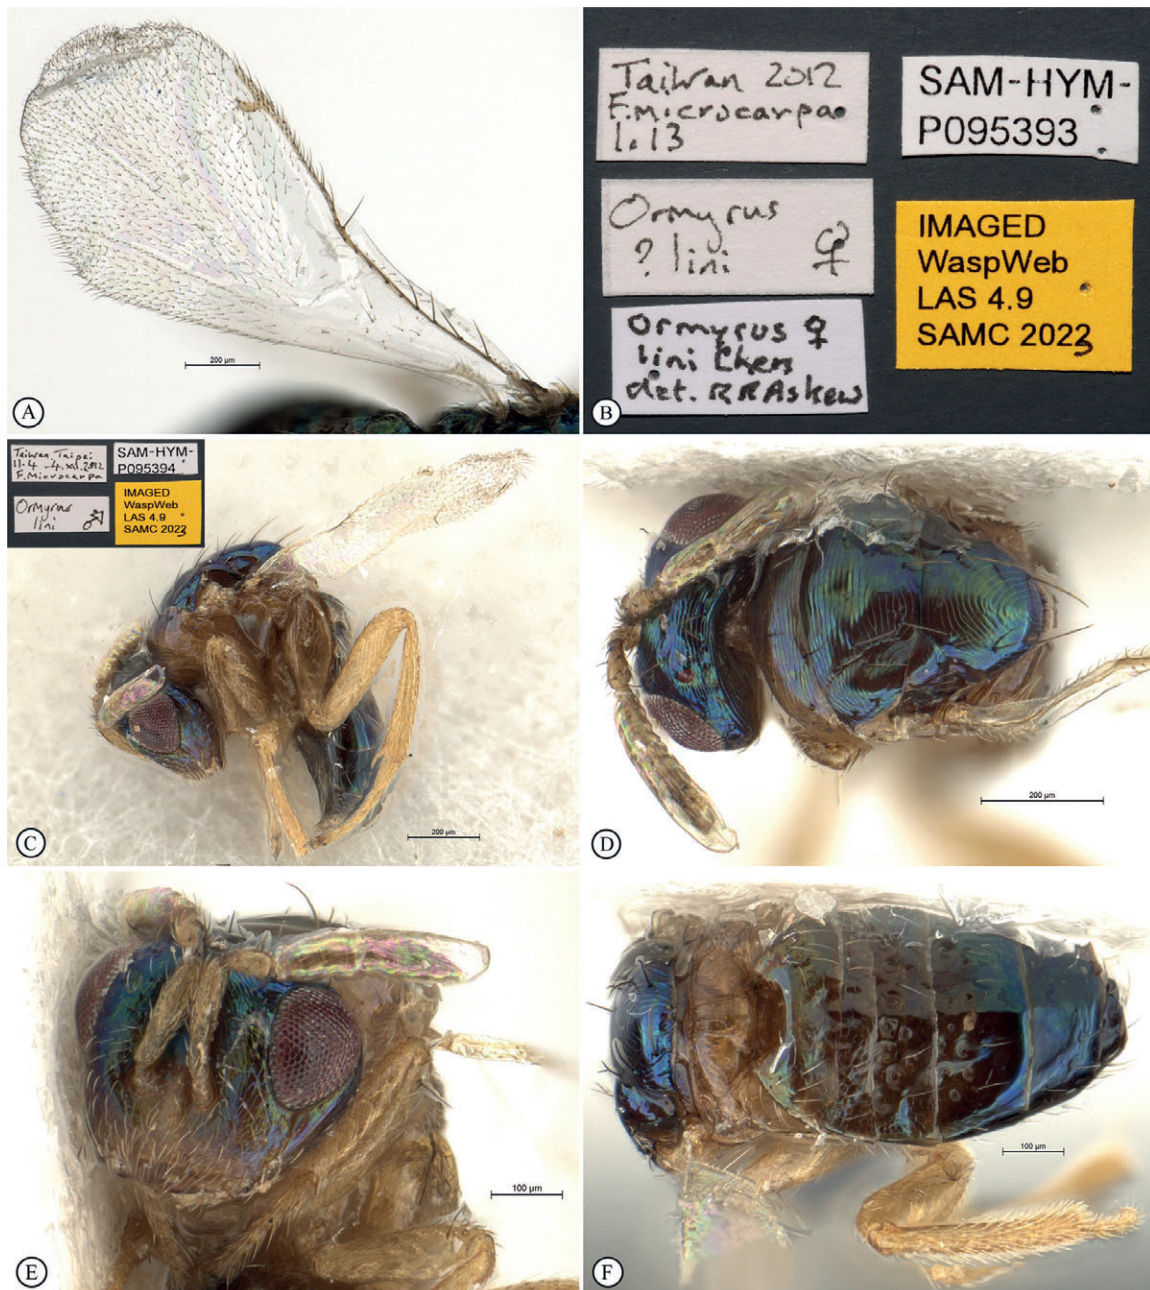 200 µm
A
Taiwan 2012
F.microcarpa
1.13
SAM-HYM-
P095393
Ormyrus
? lini ♀
IMAGED
WaspWeb
LAS 4.9
SAMC 2023
Ormyrus ♀
lini Chen
det. RRAskew
B
Taiwan. Taipei
F.Microcarpa
SAM-HYM-
P095394
Ormyrus
lini ♂
IMAGED
WaspWeb
LAS 4.9
SAMC 2023
200 µm
C
200 µm
D
100 µm
E
100 µm
F